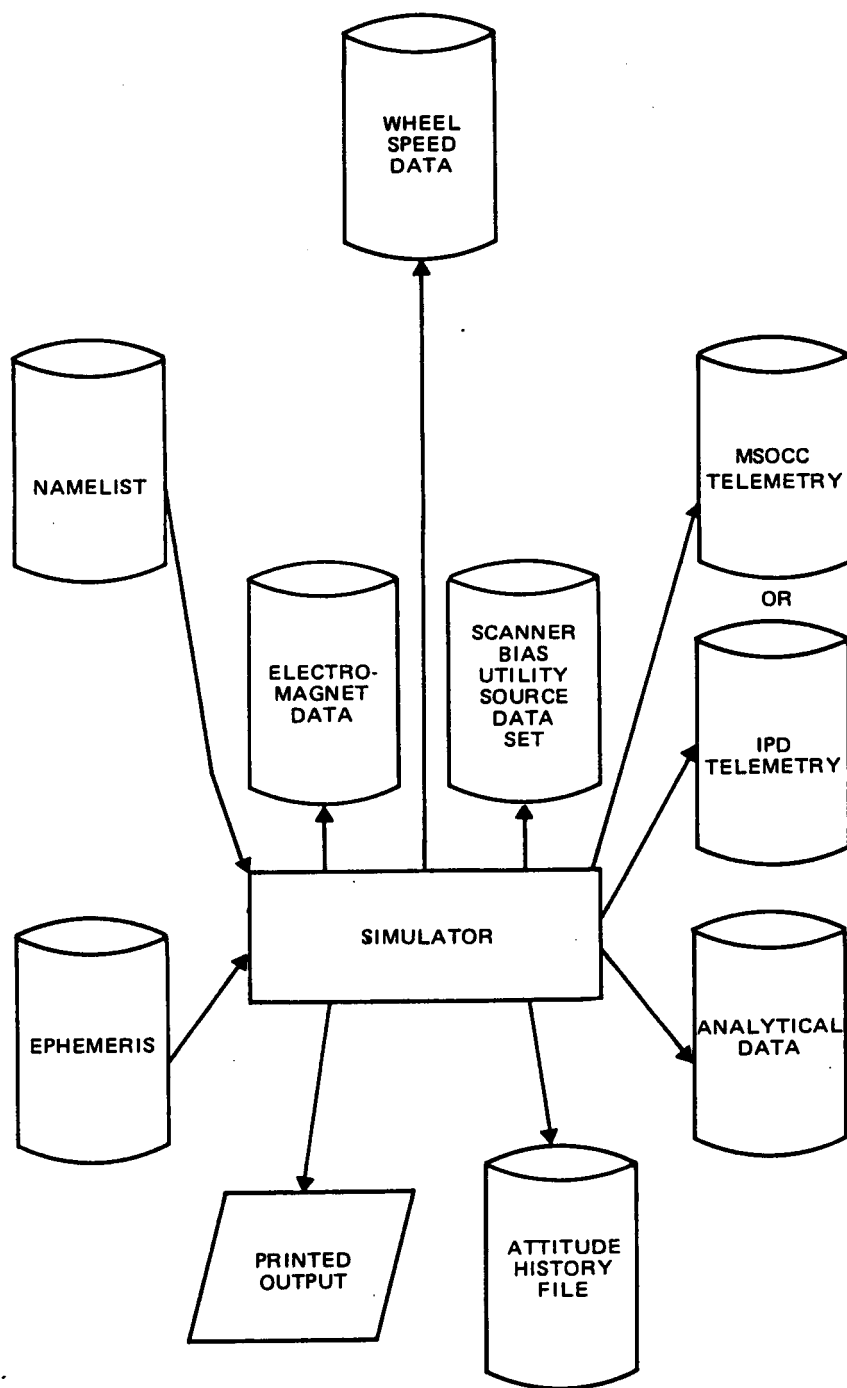 WHEEL
SPEED
DATA
NAMELIST
MSOCC
TELEMETRY
OR
ELECTRO-
MAGNET
DATA
SCANNER
BIAS
UTILITY
SOURCE
DATA
SET
IPD
TELEMETRY
SIMULATOR
EPHEMERIS
ANALYTICAL
DATA
PRINTED
OUTPUT
ATTITUDE
HISTORY
FILE